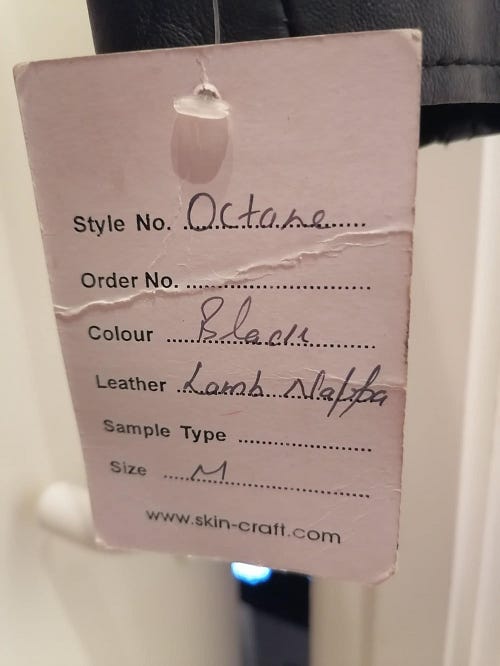 Style No. Octane
Order No.
Colour Black
Leather Lamb Nappa
Sample Type
Size M
www.skin-craft.com